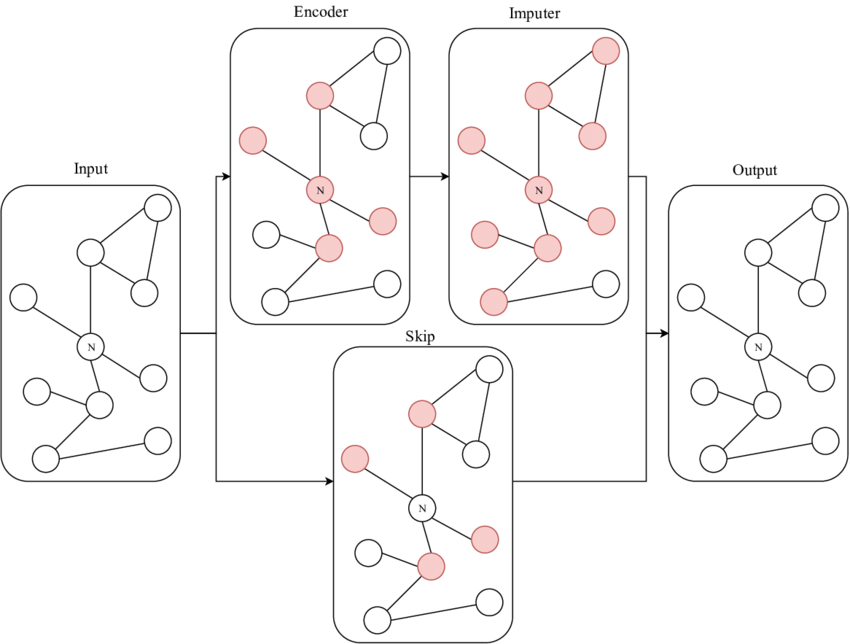 Encoder
Imputer
N
N
Input
Output
N
N
Skip
N